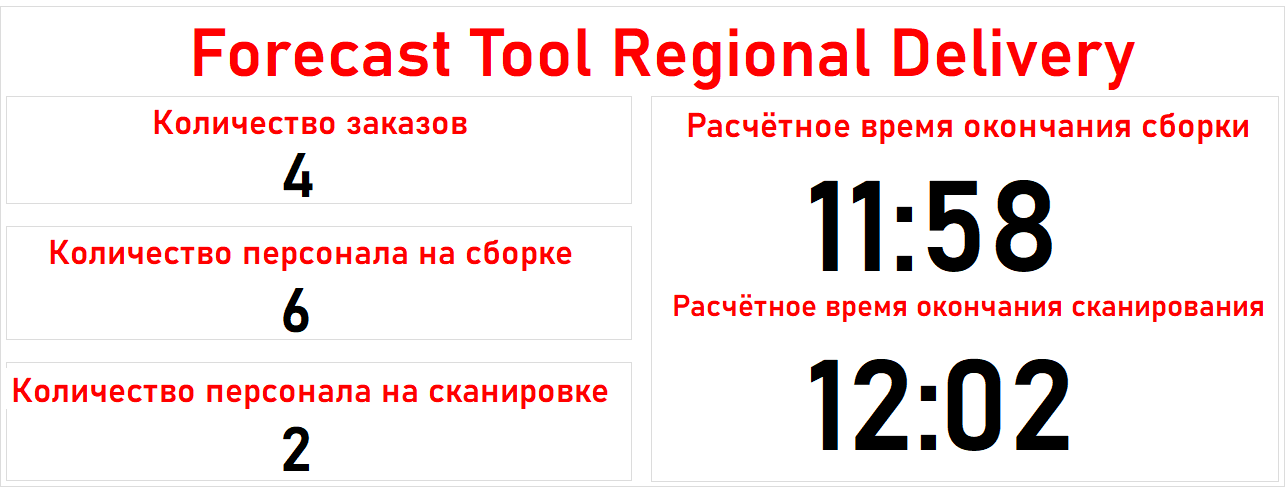 Forecast Tool Regional Delivery
Количество заказов
4
Количество персонала на сборке
6
Количество персонала на сканировке
2
Расчётное время окончания сборки
11:58
Расчётное время окончания сканирования
12:02